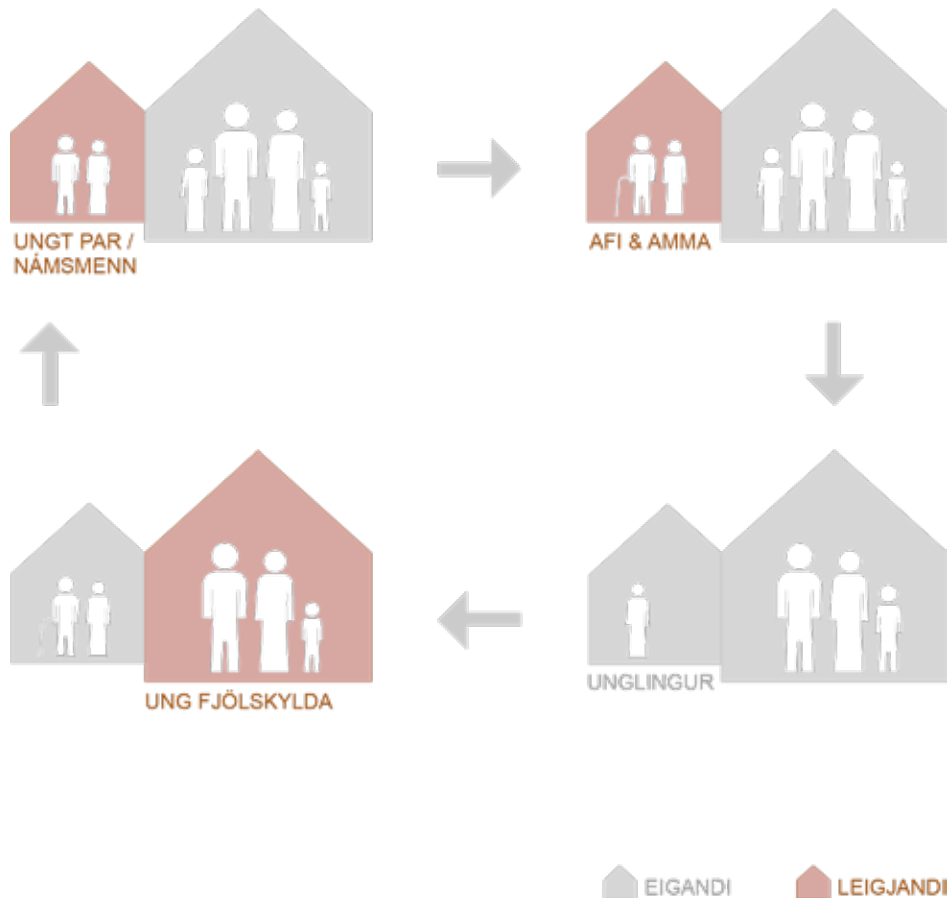 UNGT PAR /
NÁMSMENN
AFI & AMMA
UNG FJÖLSKYLDA
UNGLINGUR
EIGANDI
LEIGJANDI